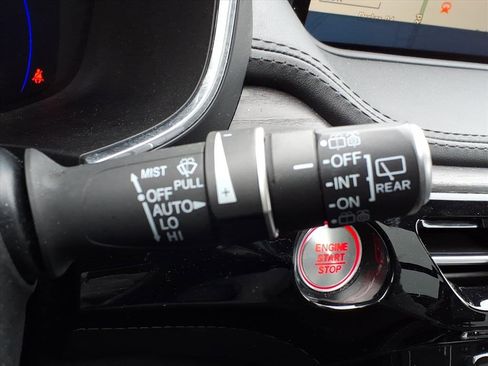 MIST
PULL
OFF
AUTO
LO
HI
− +
OFF
INT
ON
REAR
ENGINE
START
STOP